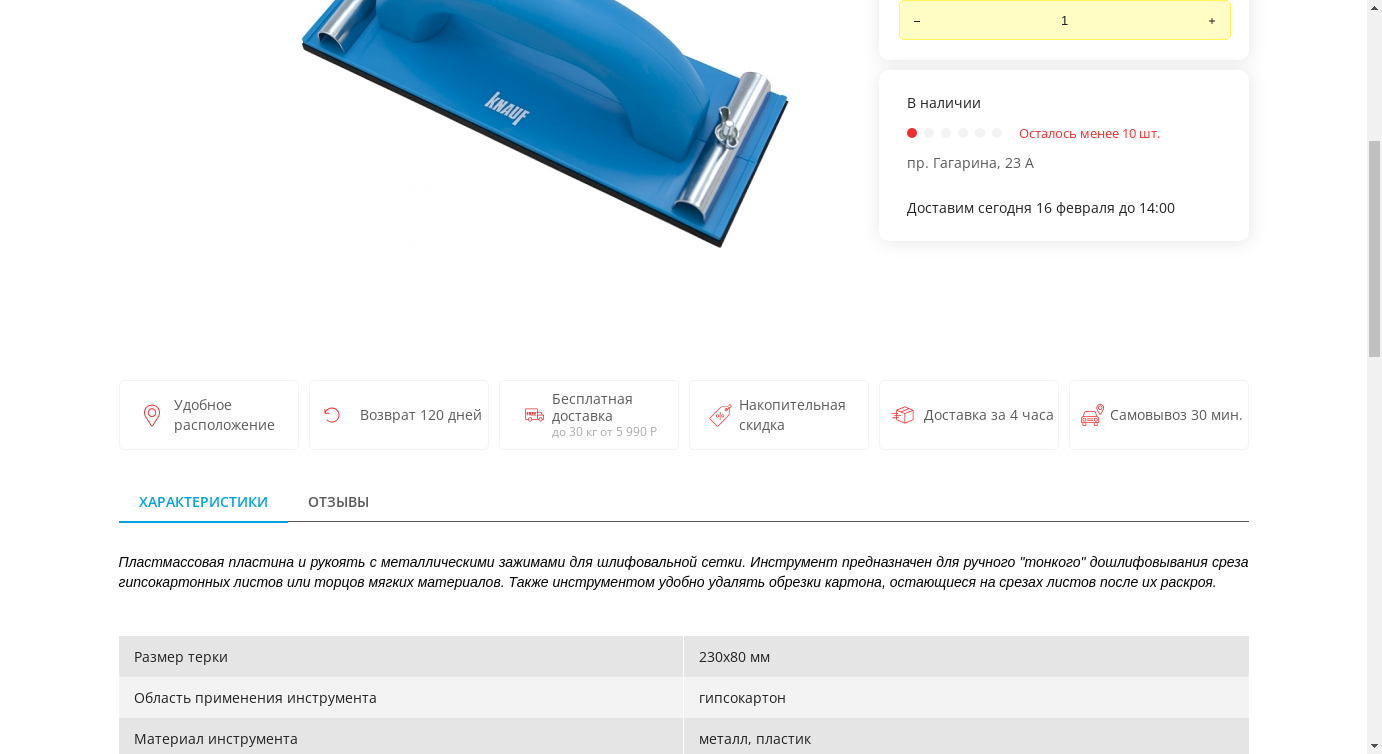 –
1
+
KNAUF
В наличии
Осталось менее 10 шт.
пр. Гагарина, 23 А
Доставим сегодня 16 февраля до 14:00
Удобное
расположение
Возврат 120 дней
Бесплатная
доставка
до 30 кг от 5 990 Р
Накопительная
скидка
Доставка за 4 часа
Самовывоз 30 мин.
ХАРАКТЕРИСТИКИ
ОТЗЫВЫ
Пластмассовая пластина и рукоять с металлическими зажимами для шлифовальной сетки. Инструмент предназначен для ручного "тонкого" дошлифовывания среза
гипсокартонных листов или торцов мягких материалов. Также инструментом удобно удалять обрезки картона, остающиеся на срезах листов после их раскроя.
Размер терки
230х80 мм
Область применения инструмента
гипсокартон
Материал инструмента
металл, пластик